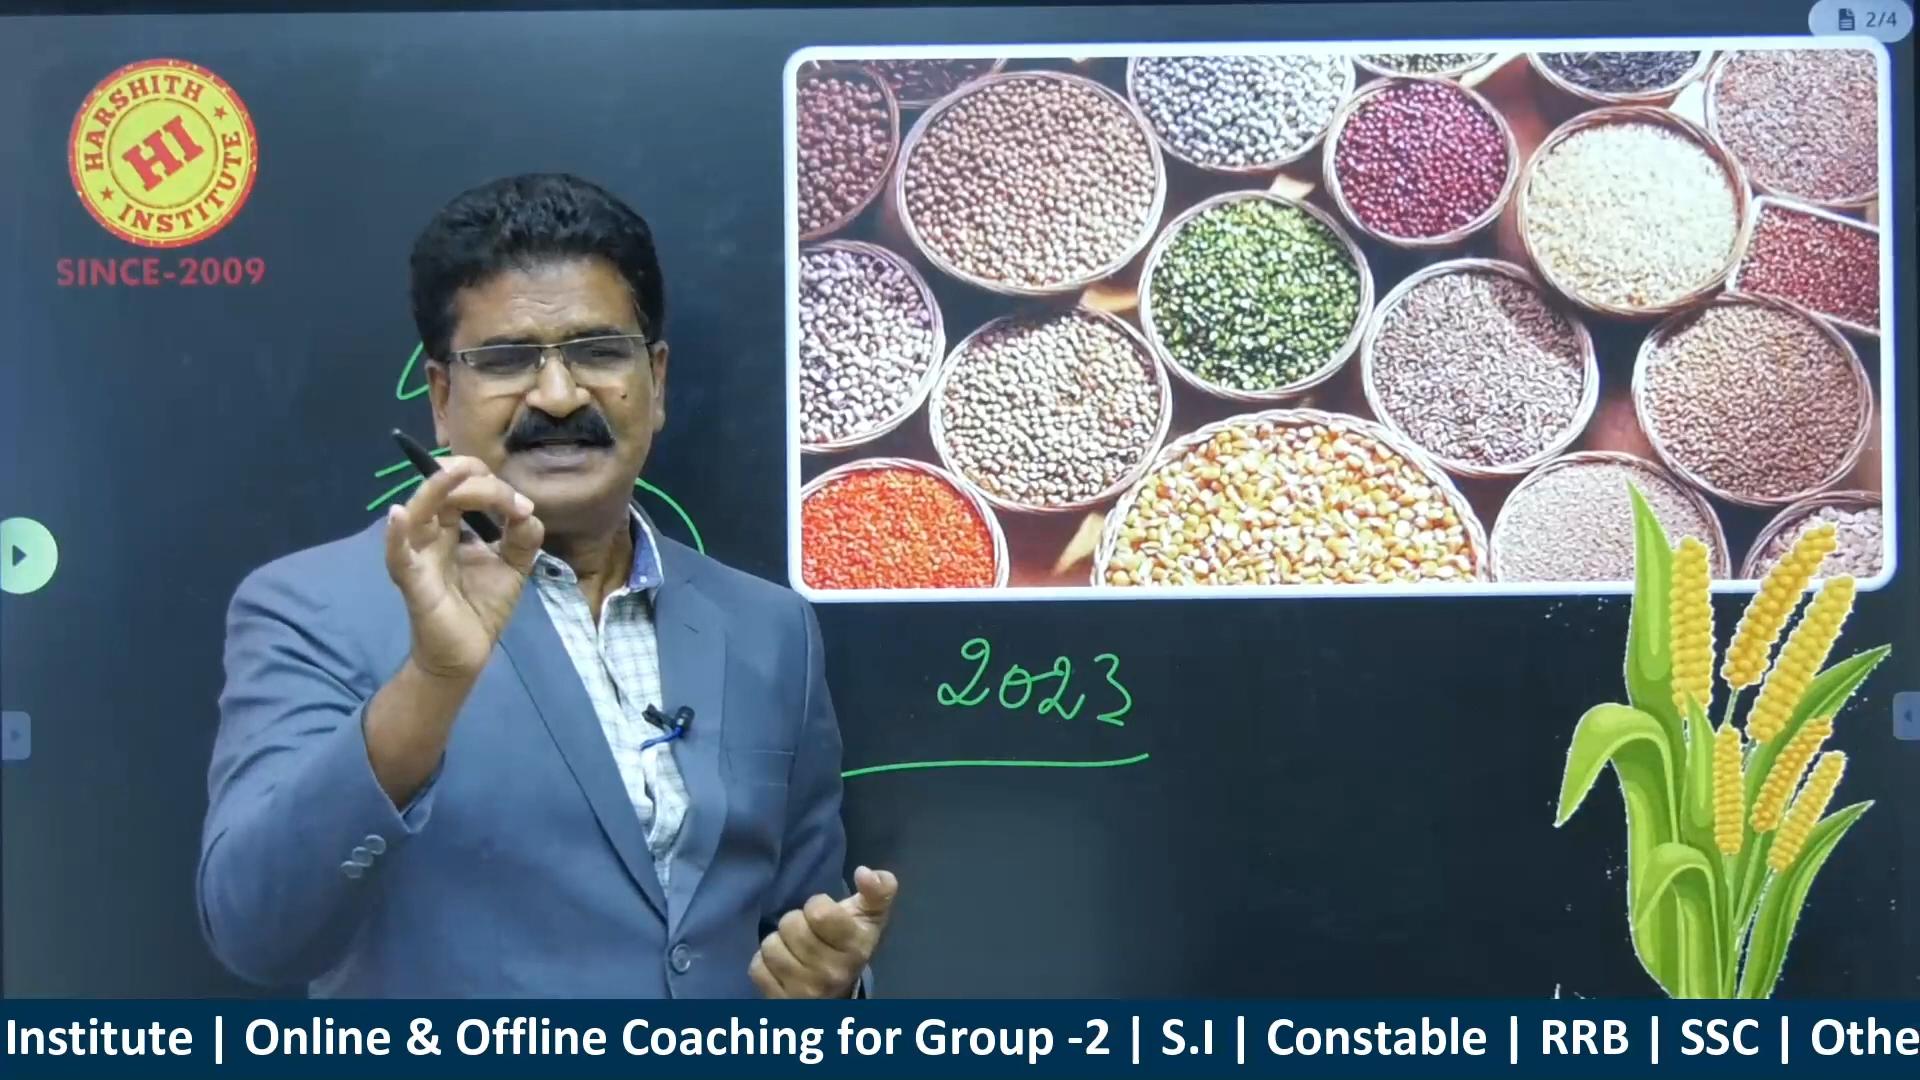 2/4
HARSHITH
HI
INSTITUTE
SINCE-2009
2023
Institute | Online & Offline Coaching for Group -2 | S.I | Constable | RRB | SSC | Othe